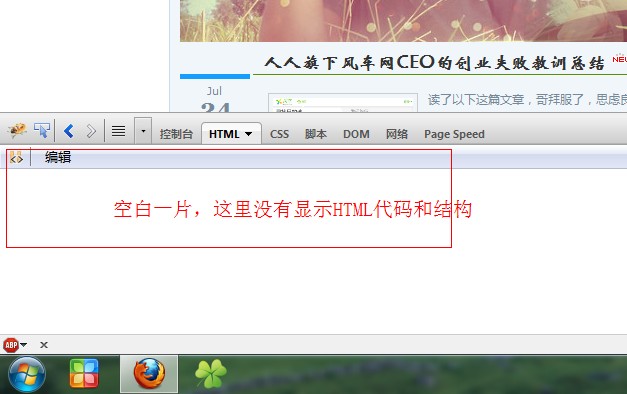 人人旗下风车网CEO的创业失败教训总结
Jul
24
读了以下这篇文章，哥拜服了，思虑良
控制台 HTML CSS 脚本 DOM 网络 Page Speed
编辑
空白一片，这里没有显示HTML代码和结构
ABP